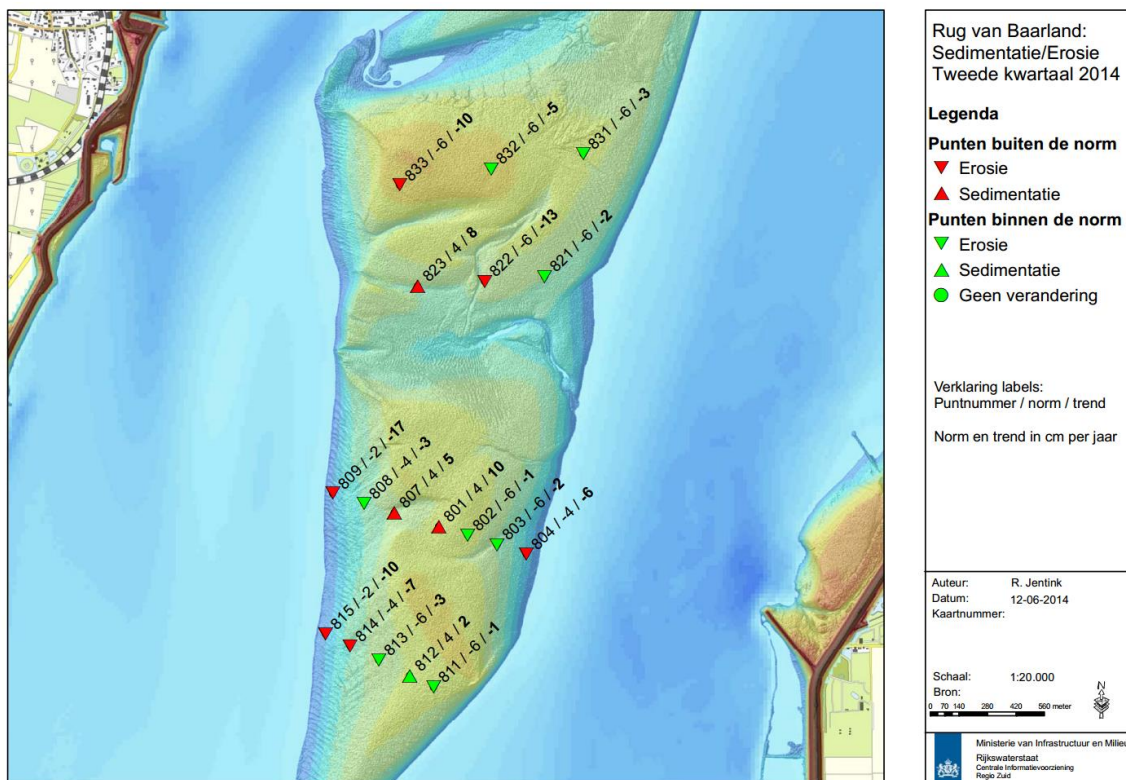 833 / -6 / -10
832 / -6 / -5
831 / -6 / -3
823 / 4 / 8
822 / -6 / -13
821 / -6 / -2
809 / -2 / -17
808 / -4 / -3
807 / 4 / 5
801 / 4 / 10
802 / -6 / -1
803 / -6 / -2
804 / -4 / -6
815 / -2 / -10
814 / -4 / -7
813 / -6 / -3
812 / 4 / 2
811 / -6 / -1
Rug van Baarland:
Sedimentatie/Erosie
Tweede kwartaal 2014
Legenda
Punten buiten de norm
Erosie
Sedimentatie
Punten binnen de norm
Erosie
Sedimentatie
Geen verandering
Verklaring labels:
Puntnummer / norm / trend
Norm en trend in cm per jaar
Auteur: R. Jentink
Datum: 12-06-2014
Kaartnummer:
Schaal: 1:20.000
Bron:
N
0 70 140 280 420 560 meter
Ministerie van Infrastructuur en Milieu
Rijkswaterstaat
Centrale Informatievoorziening
Regio Zuid